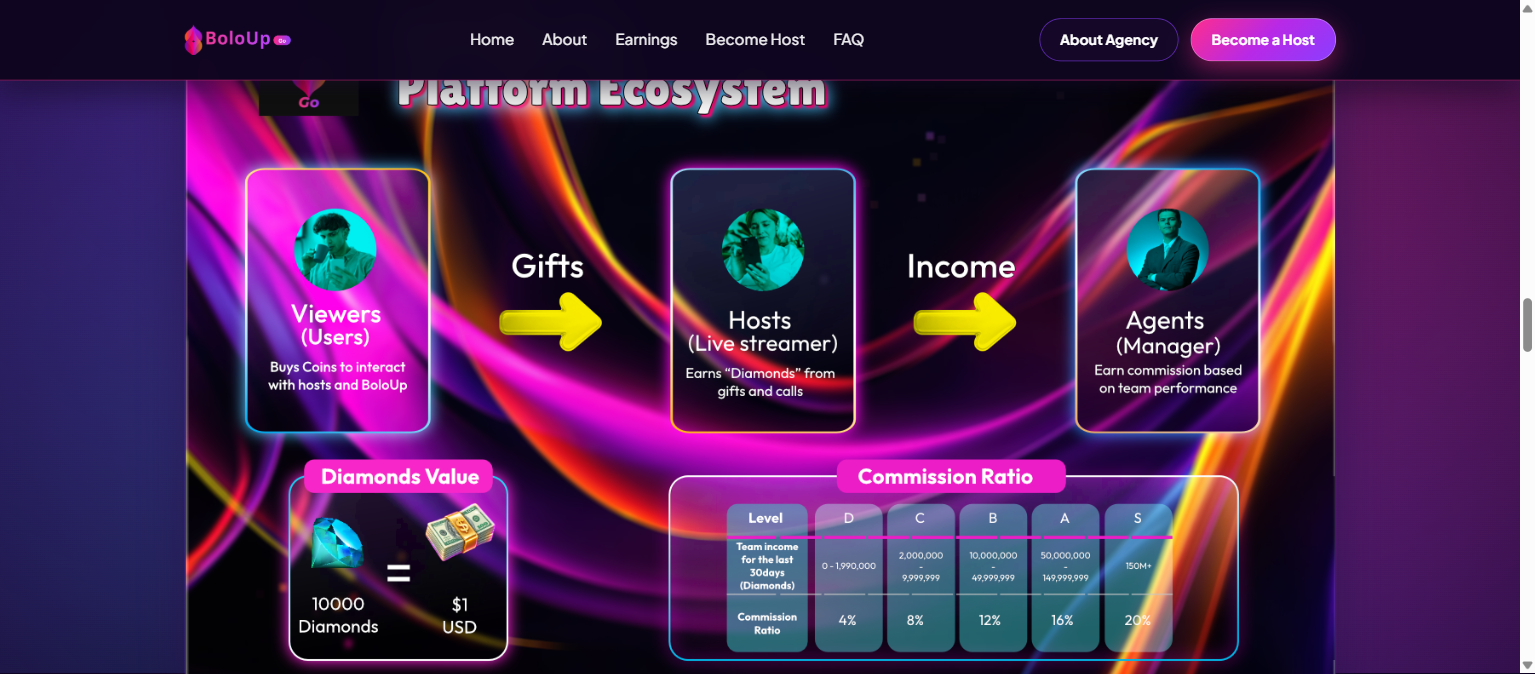 BoloUp Go
Home
About
Earnings
Become Host
FAQ
About Agency
Become a Host
Go
Platform Ecosystem
Viewers
(Users)
Buys Coins to interact
with hosts and BoloUp
Gifts
Hosts
(Live streamer)
Earns “Diamonds” from
gifts and calls
Income
Agents
(Manager)
Earn commission based
on team performance
Diamonds Value
10000
Diamonds
=
$1
USD
Commission Ratio
Level
D
C
B
A
S
Team income
for the last
30days
(Diamonds)
0 - 1,990,000
2,000,000
-
9,999,999
10,000,000
-
49,999,999
50,000,000
-
149,999,999
150M+
Commission
Ratio
4%
8%
12%
16%
20%